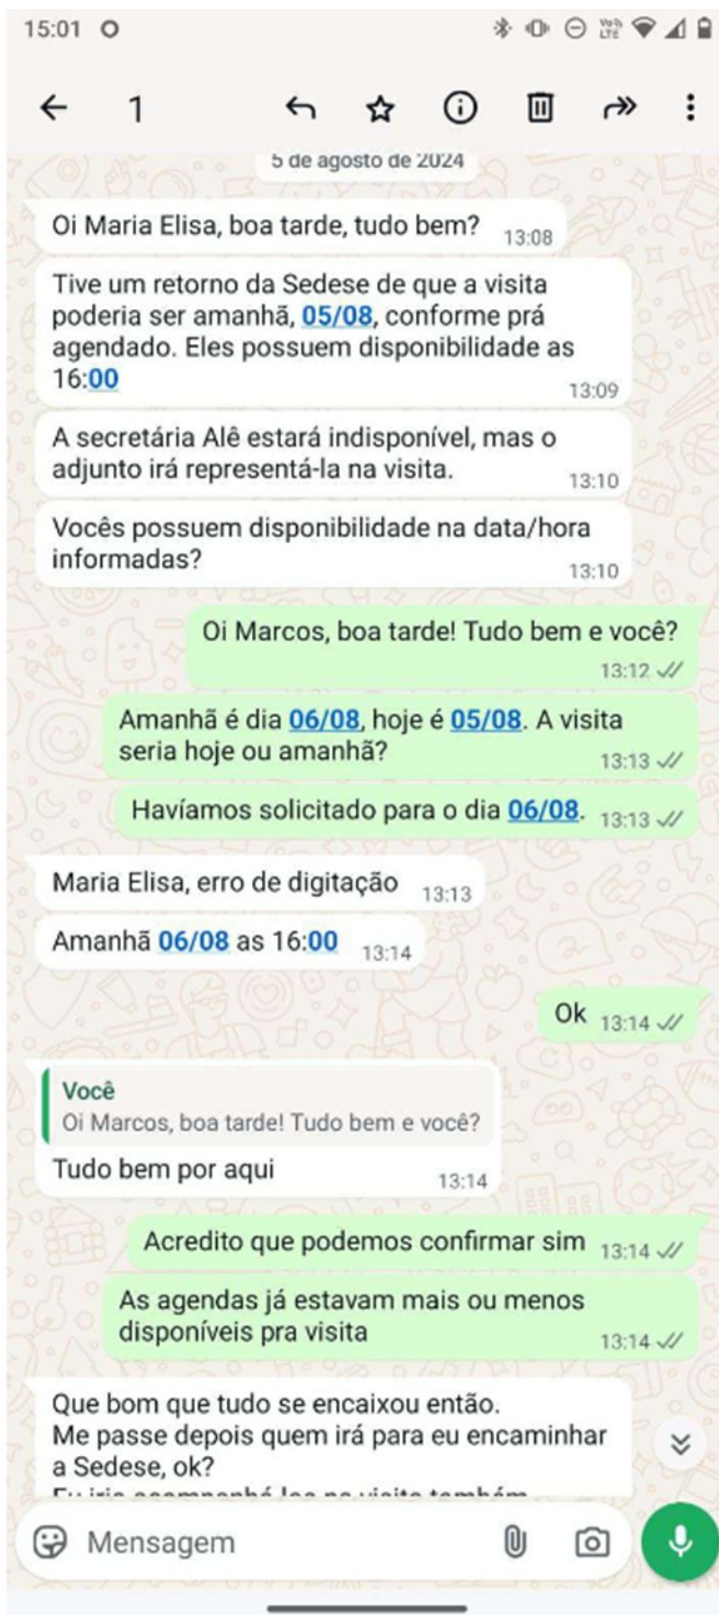 15:01
Vo))
LTE
1
5 de agosto de 2024
Oi Maria Elisa, boa tarde, tudo bem? 13:08
Tive um retorno da Sedese de que a visita
poderia ser amanhã, 05/08, conforme prá
agendado. Eles possuem disponibilidade as
16:00
13:09
A secretária Alê estará indisponível, mas o
adjunto irá representá-la na visita.
13:10
Vocês possuem disponibilidade na data/hora
informadas?
13:10
Oi Marcos, boa tarde! Tudo bem e você?
13:12
Amanhã é dia 06/08, hoje é 05/08. A visita
seria hoje ou amanhã?
13:13
Havíamos solicitado para o dia 06/08. 13:13
Maria Elisa, erro de digitação 13:13
Amanhã 06/08 as 16:00 13:14
Ok 13:14
Você
Oi Marcos, boa tarde! Tudo bem e você?
Tudo bem por aqui
13:14
Acredito que podemos confirmar sim 13:14
As agendas já estavam mais ou menos
disponíveis pra visita
13:14
Que bom que tudo se encaixou então.
Me passe depois quem irá para eu encaminhar
a Sedese, ok?
Mensagem